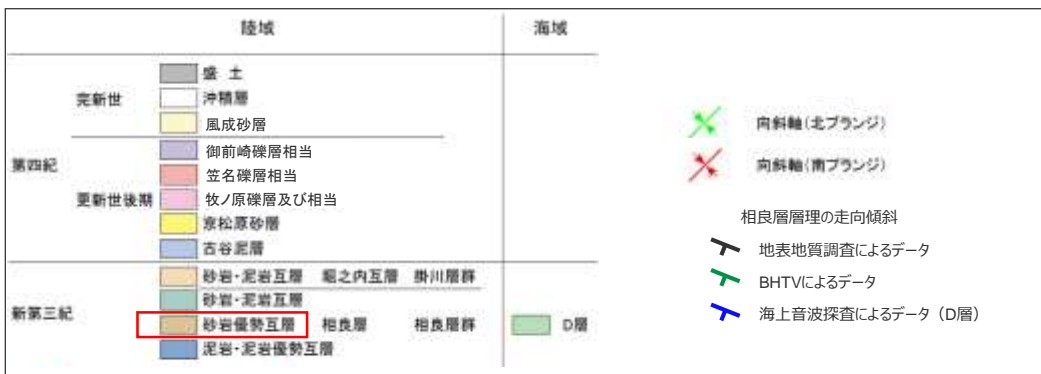 陸域 海域
盛 土
完新世 沖積層
風成砂層
御前崎礫層相当
第四紀 笠名礫層相当
更新世後期 牧ノ原礫層及び相当
京松原砂層
古谷泥層
砂岩・泥岩互層 堀之内互層 掛川層群
砂岩・泥岩互層
新第三紀 砂岩優勢互層 相良層 相良層群 D層
泥岩・泥岩優勢互層
向斜軸(北プランジ)
向斜軸(南プランジ)
相良層層理の走向傾斜
地表地質調査によるデータ
BHTVによるデータ
海上音波探査によるデータ（D層）